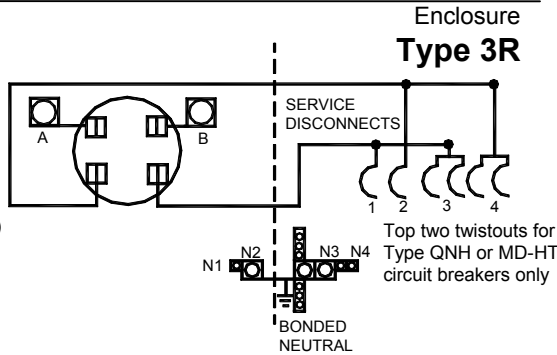 Enclosure
Type 3R
SERVICE
DISCONNECTS
A
B
1 2 3 4
Top two twistouts for
Type QNH or MD-HT
circuit breakers only
N1 N2 N3 N4
BONDED
NEUTRAL